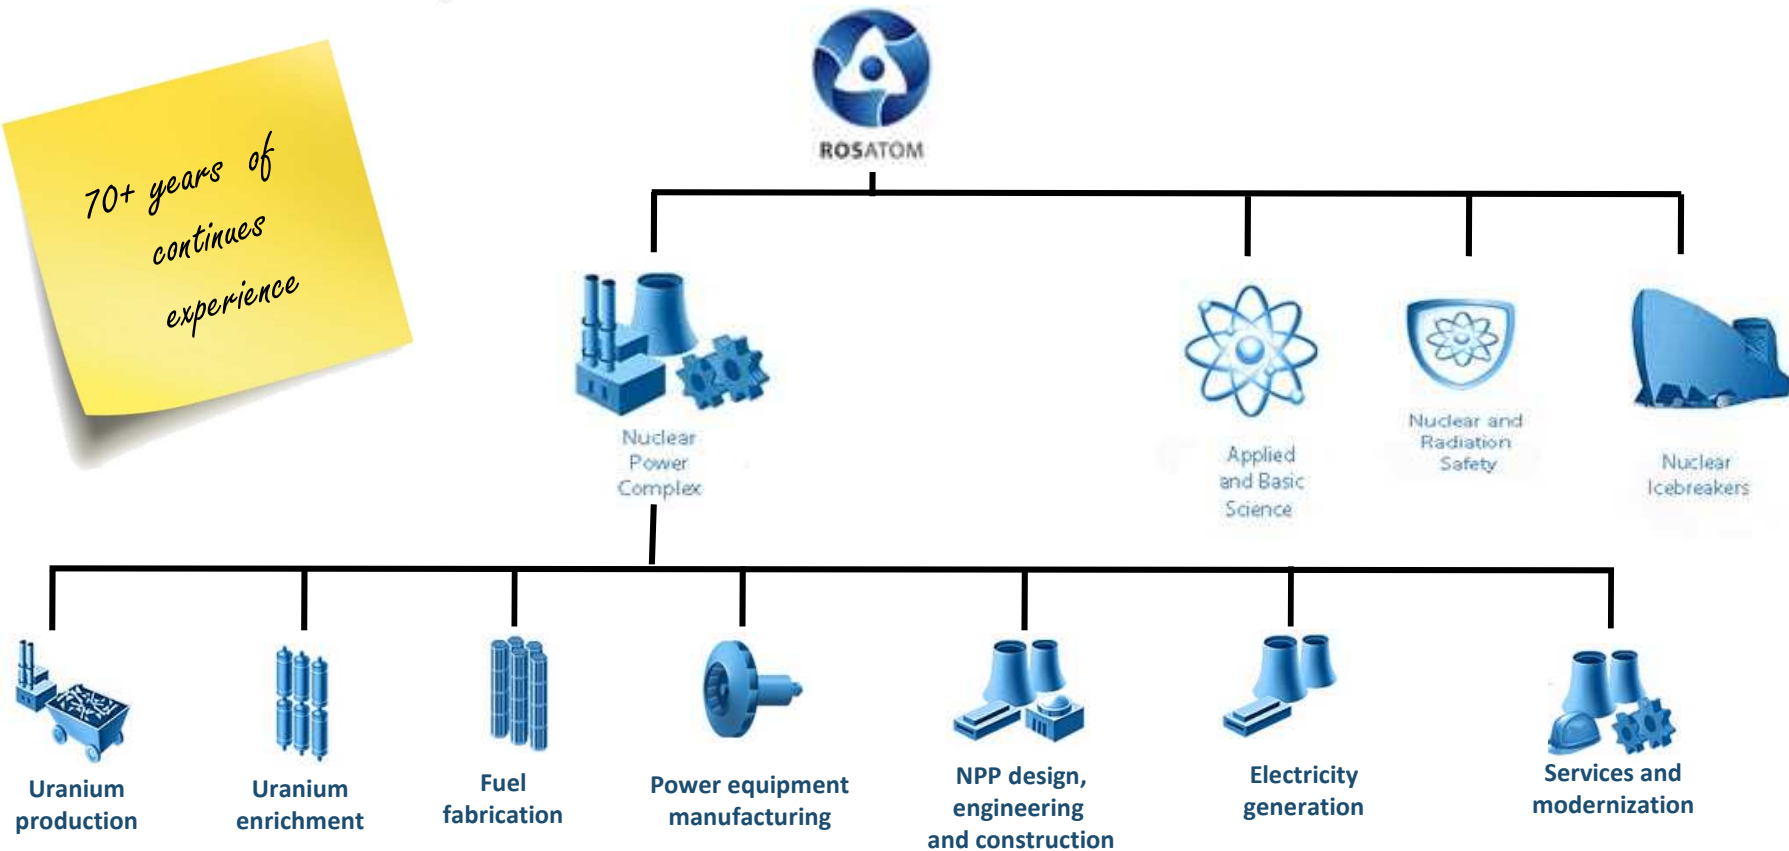 70+ years of
continues
experience
ROSATOM
Nuclear
Power
Complex
Applied
and Basic
Science
Nuclear and
Radiation
Safety
Nuclear
Icebreakers
Uranium
production
Uranium
enrichment
Fuel
fabrication
Power equipment
manufacturing
NPP design,
engineering
and construction
Electricity
generation
Services and
modernization